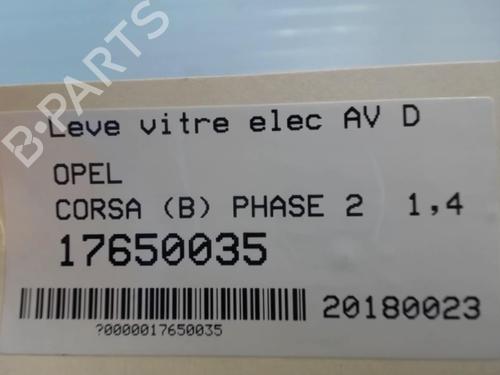 B-PARTS
Leve vitre elec AV D
OPEL
CORSA (B) PHASE 2 1,4
17650035
20180023
?0000017650035